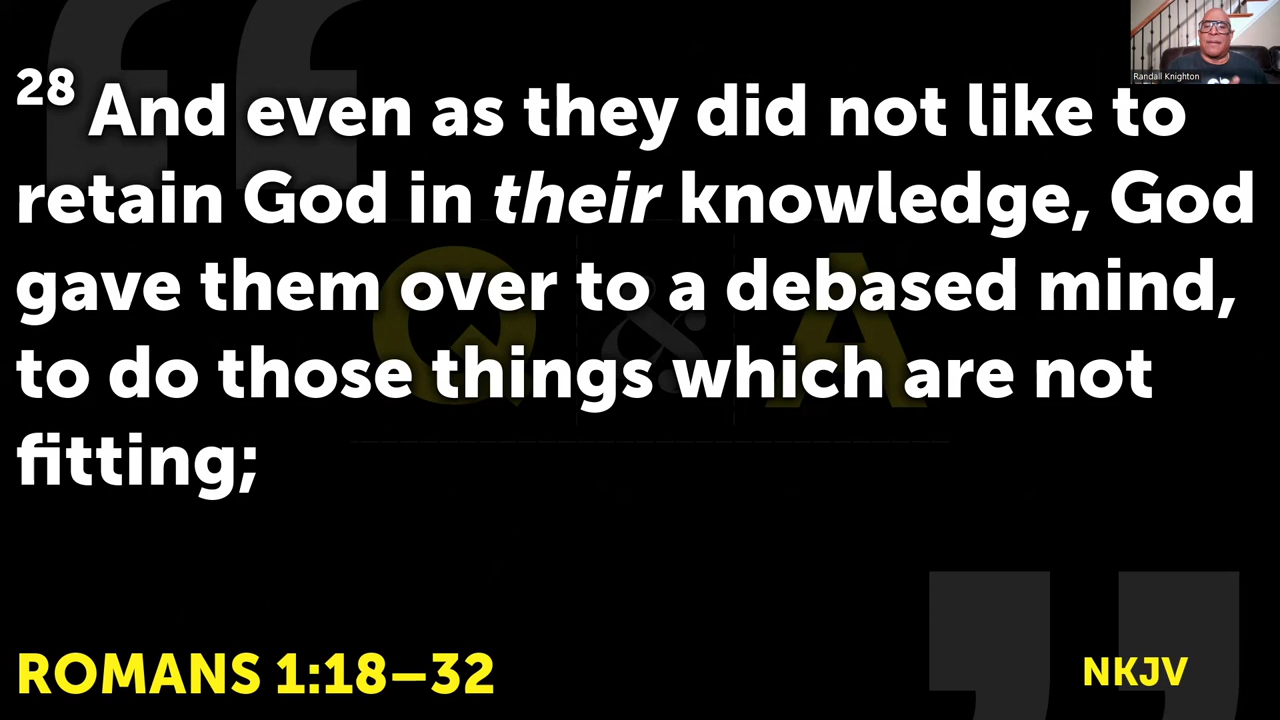 Randall Knighton
28 And even as they did not like to
retain God in their knowledge, God
gave them over to a debased mind,
to do those things which are not
fitting;
Q & A
ROMANS 1:18–32
NKJV